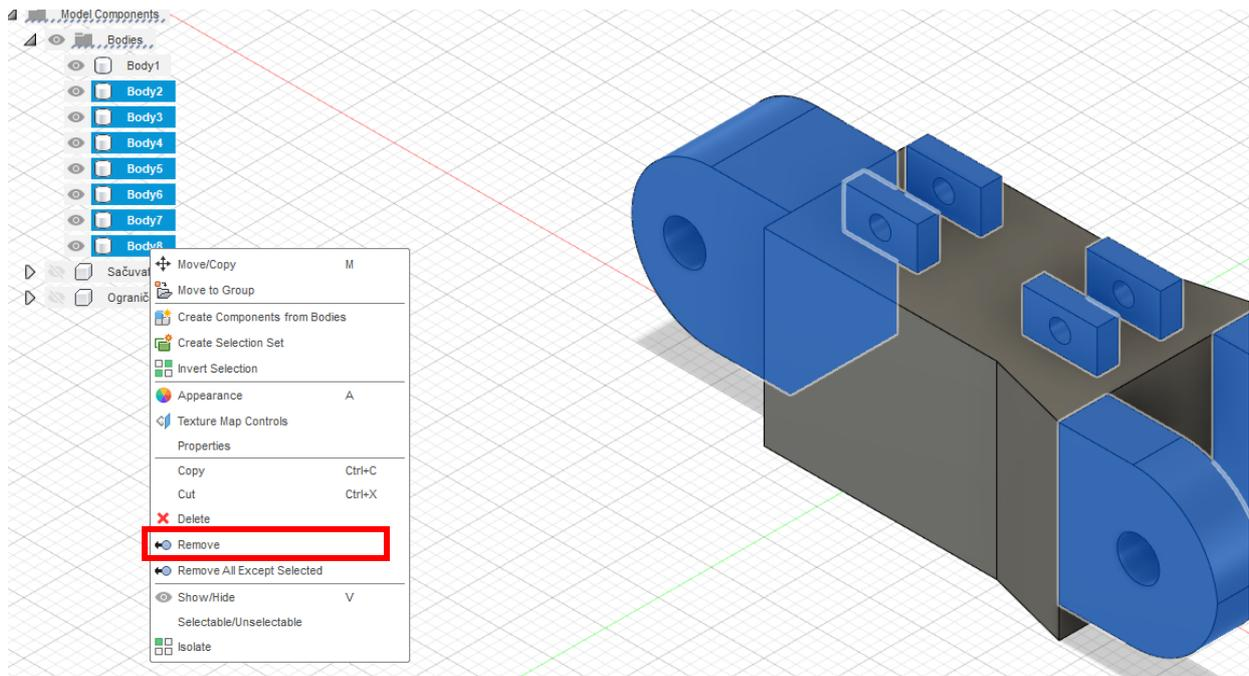 Model Components
Bodies
Body1
Body2
Body3
Body4
Body5
Body6
Body7
Body8
Sačuvat
Ogranič
Move/Copy M
Move to Group
Create Components from Bodies
Create Selection Set
Invert Selection
Appearance A
Texture Map Controls
Properties
Copy Ctrl+C
Cut Ctrl+X
Delete
Remove
Remove All Except Selected
Show/Hide V
Selectable/Unselectable
Isolate